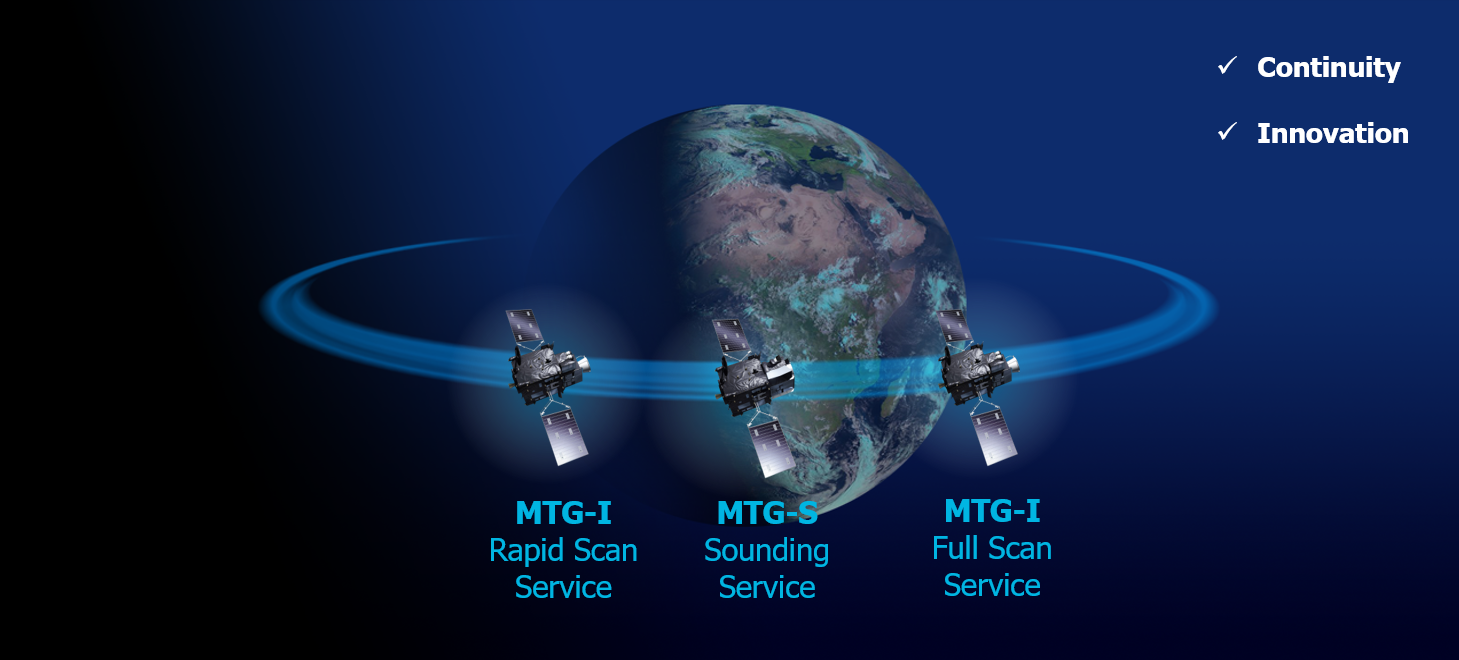 ✓ Continuity
✓ Innovation
MTG-I
Rapid Scan
Service
MTG-S
Sounding
Service
MTG-I
Full Scan
Service